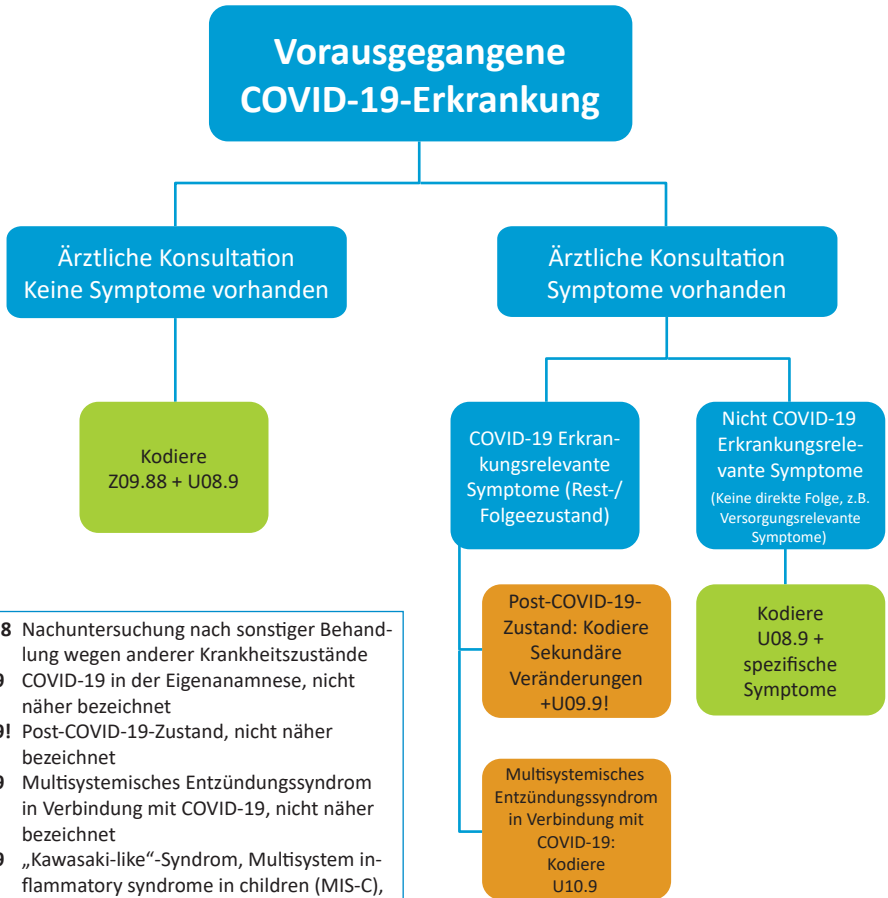 Vorausgegangene
COVID-19-Erkrankung
Ärztliche Konsultation
Keine Symptome vorhanden
Ärztliche Konsultation
Symptome vorhanden
Kodiere
Z09.88 + U08.9
COVID-19 Erkran-
kungsrelevante
Symptome (Rest-/
Folgeezustand)
Nicht COVID-19
Erkrankungsrele-
vante Symptome
(Keine direkte Folge, z.B.
Versorgungsrelevante
Symptome)
Post-COVID-19-
Zustand: Kodiere
Sekundäre
Veränderungen
+U09.9!
Kodiere
U08.9 +
spezifische
Symptome
Multisystemisches
Entzündungssyndrom
in Verbindung mit
COVID-19:
Kodiere
U10.9
8 Nachuntersuchung nach sonstiger Behand-
lung wegen anderer Krankheitszustände
9 COVID-19 in der Eigenanamnese, nicht
näher bezeichnet
9! Post-COVID-19-Zustand, nicht näher
bezeichnet
9 Multisystemisches Entzündungssyndrom
in Verbindung mit COVID-19, nicht näher
bezeichnet
9 „Kawasaki-like“-Syndrom, Multisystem in-
flammatory syndrome in children (MIS-C),